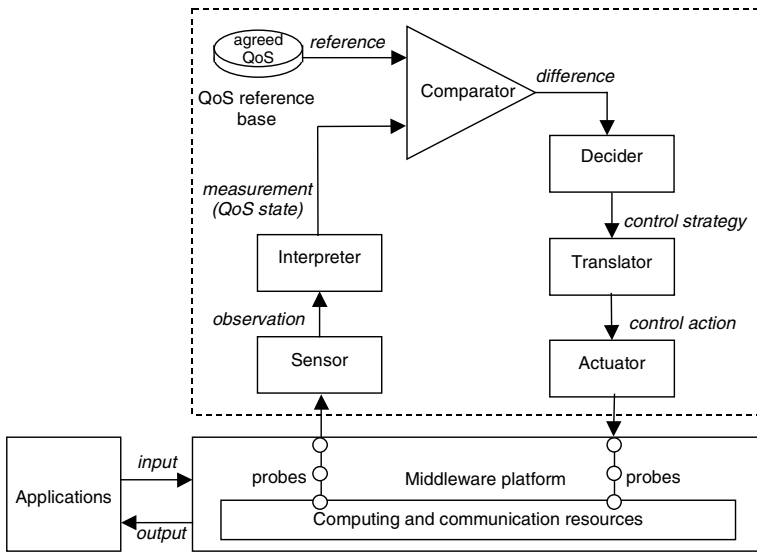 agreed
QoS
reference
QoS reference
base
Comparator
difference
Decider
measurement
(QoS state)
control strategy
Interpreter
Translator
observation
control action
Sensor
Actuator
Applications
input
output
probes
Middleware platform
probes
Computing and communication resources